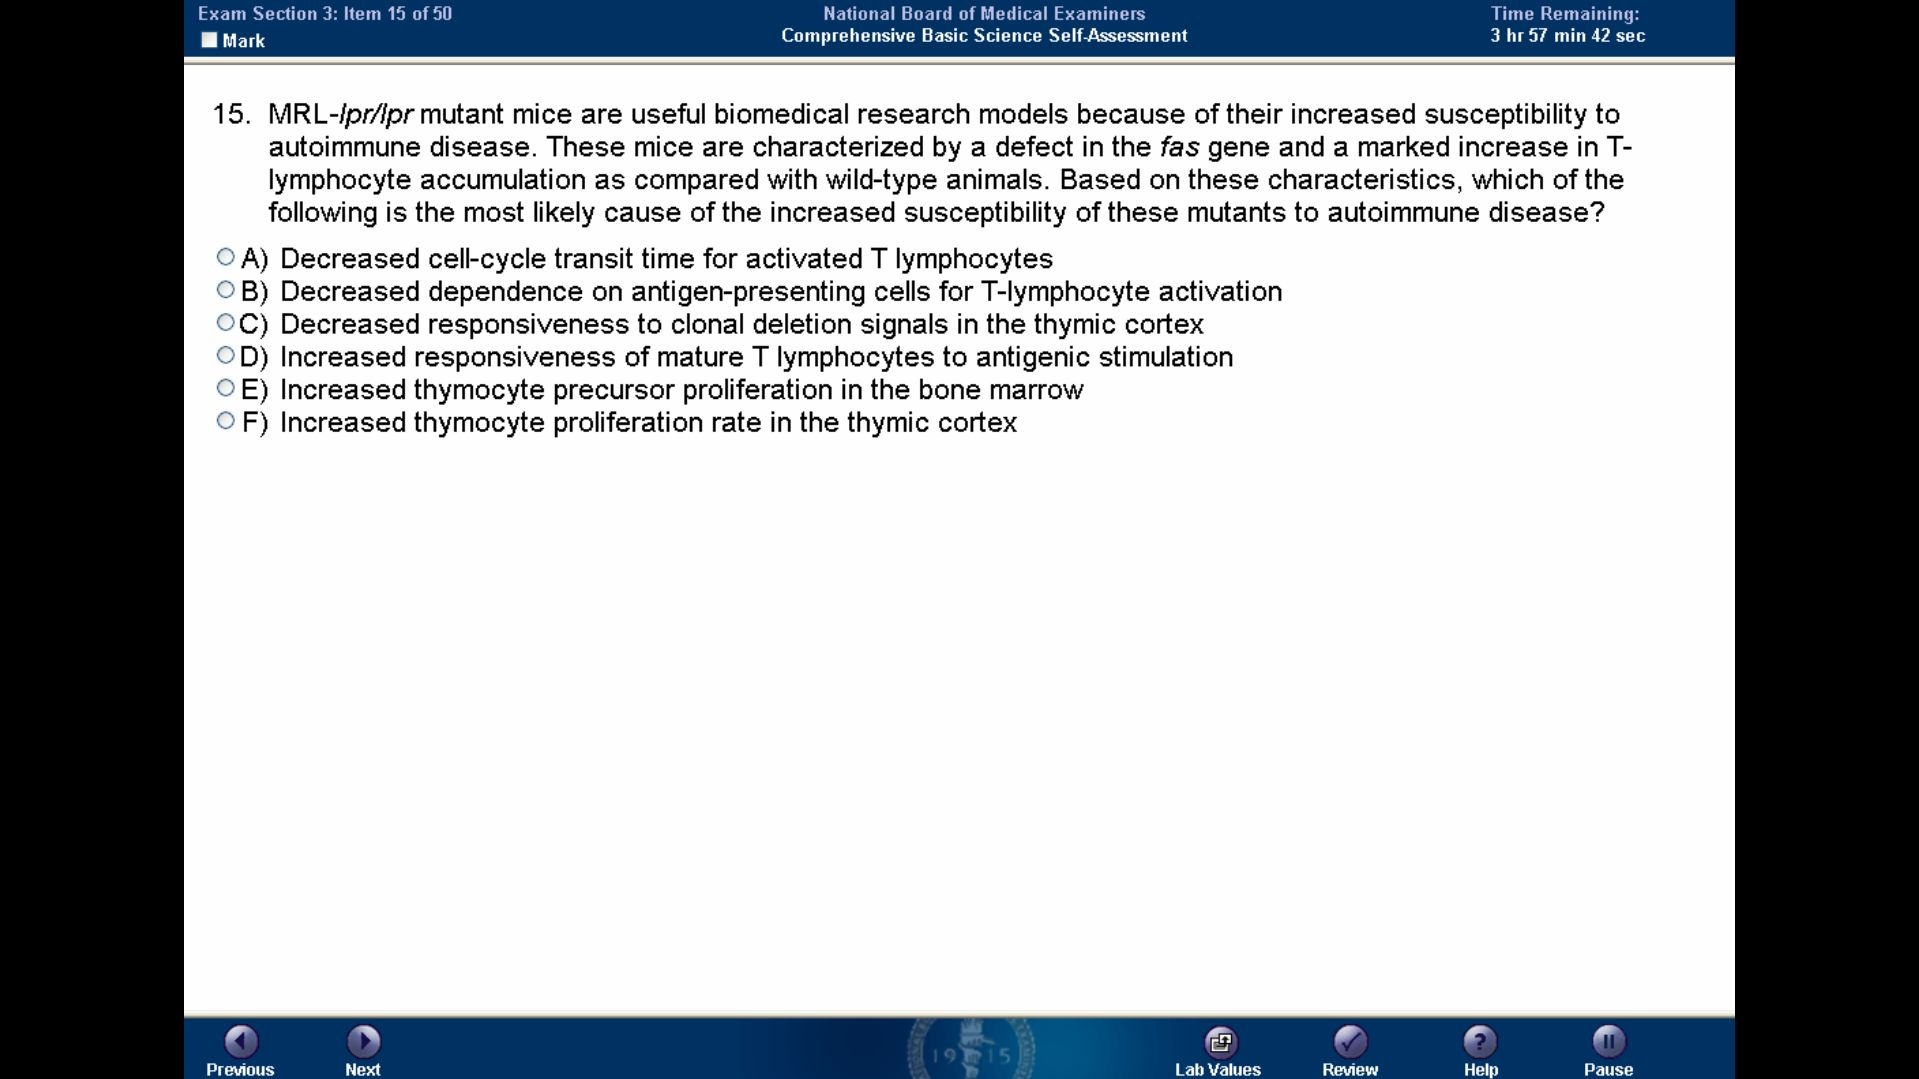 Exam Section 3: Item 15 of 50
National Board of Medical Examiners
Time Remaining:
Mark
Comprehensive Basic Science Self-Assessment
3 hr 57 min 42 sec
15. MRL-lpr/lpr mutant mice are useful biomedical research models because of their increased susceptibility to
autoimmune disease. These mice are characterized by a defect in the fas gene and a marked increase in T-
lymphocyte accumulation as compared with wild-type animals. Based on these characteristics, which of the
following is the most likely cause of the increased susceptibility of these mutants to autoimmune disease?
A) Decreased cell-cycle transit time for activated T lymphocytes
B) Decreased dependence on antigen-presenting cells for T-lymphocyte activation
C) Decreased responsiveness to clonal deletion signals in the thymic cortex
D) Increased responsiveness of mature T lymphocytes to antigenic stimulation
E) Increased thymocyte precursor proliferation in the bone marrow
F) Increased thymocyte proliferation rate in the thymic cortex
19 15
Previous
Next
Lab Values
Review
Help
Pause